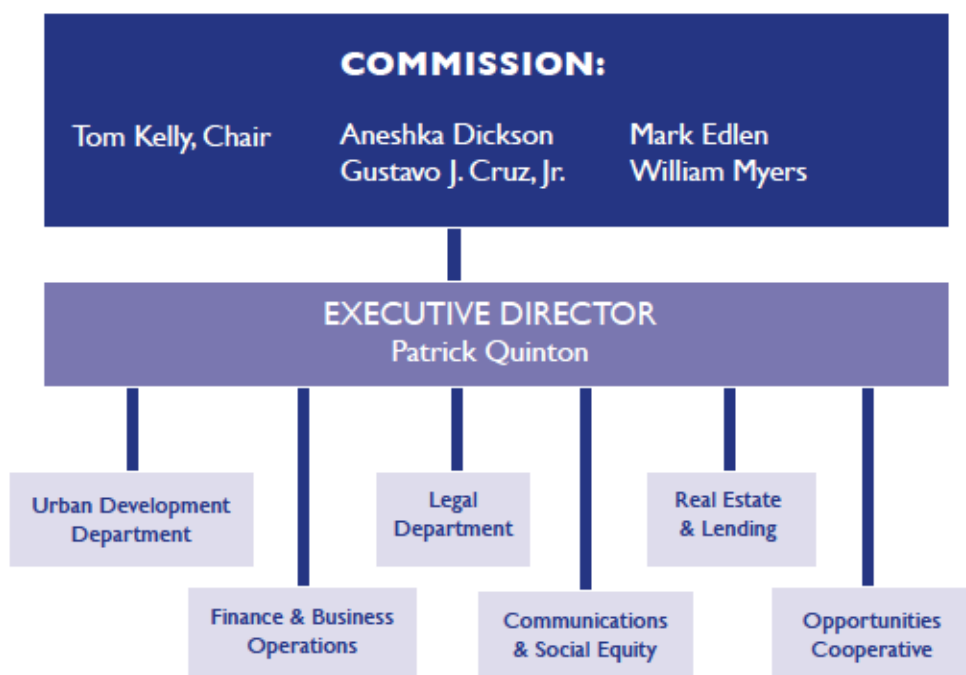 COMMISSION:
Tom Kelly, Chair
Aneshka Dickson
Gustavo J. Cruz, Jr.
Mark Edlen
William Myers
EXECUTIVE DIRECTOR
Patrick Quinton
Urban Development
Department
Legal
Department
Real Estate
& Lending
Finance & Business
Operations
Communications
& Social Equity
Opportunities
Cooperative